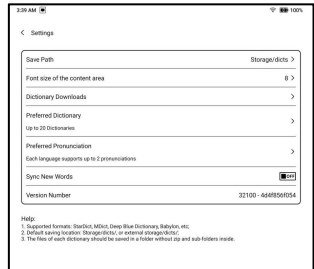 3:39 AM
100%
Settings
Save Path Storage/dicts
Font size of the content area 8
Dictionary Downloads
Preferred Dictionary
Up to 20 Dictionaries
Preferred Pronunciation
Each language supports up to 2 pronunciations
Sync New Words OFF
Version Number 32100 - 4d4f856f054
Help:
1. Supported formats: StarDict, MDict, Deep Blue Dictionary, Babylon, etc;
2. Default saving location: Storage/dicts/, or external storage/dicts/;
3. The files of each dictionary should be saved in a folder without zip and sub-folders inside.